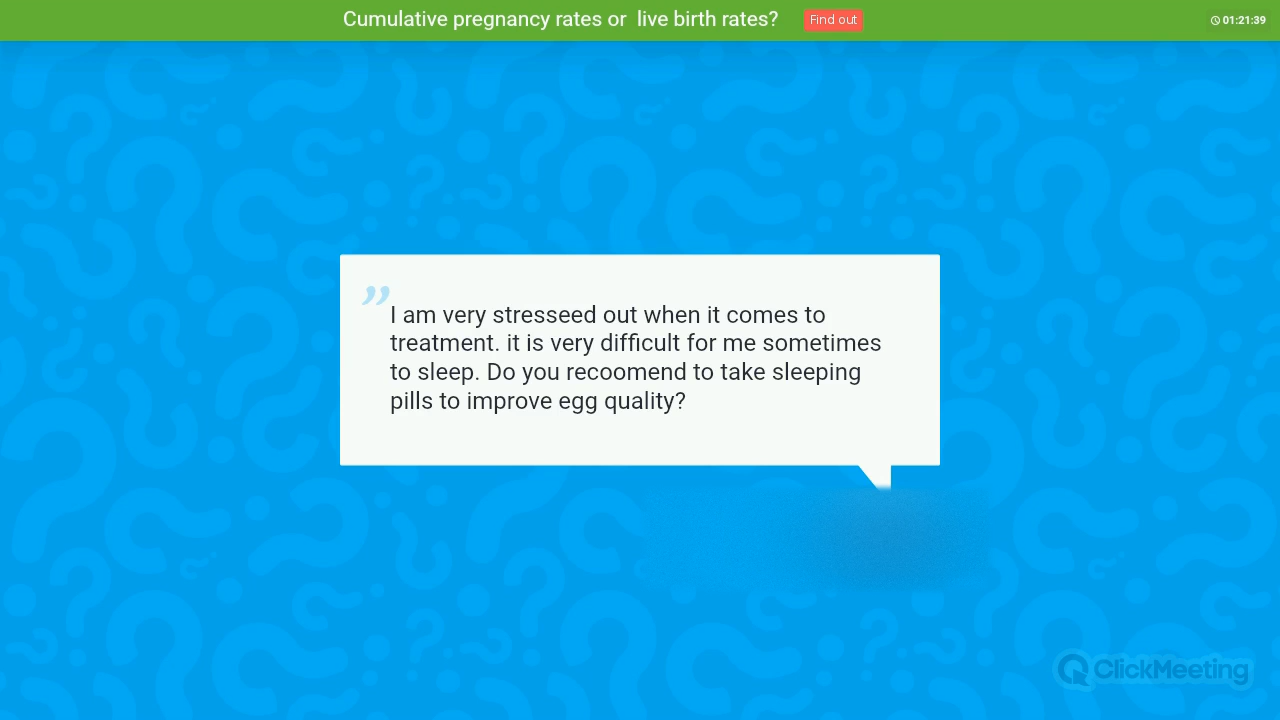 Cumulative pregnancy rates or live birth rates?
Find out
01:21:39
”
I am very stresseed out when it comes to
treatment. it is very difficult for me sometimes
to sleep. Do you recoomend to take sleeping
pills to improve egg quality?
ClickMeeting